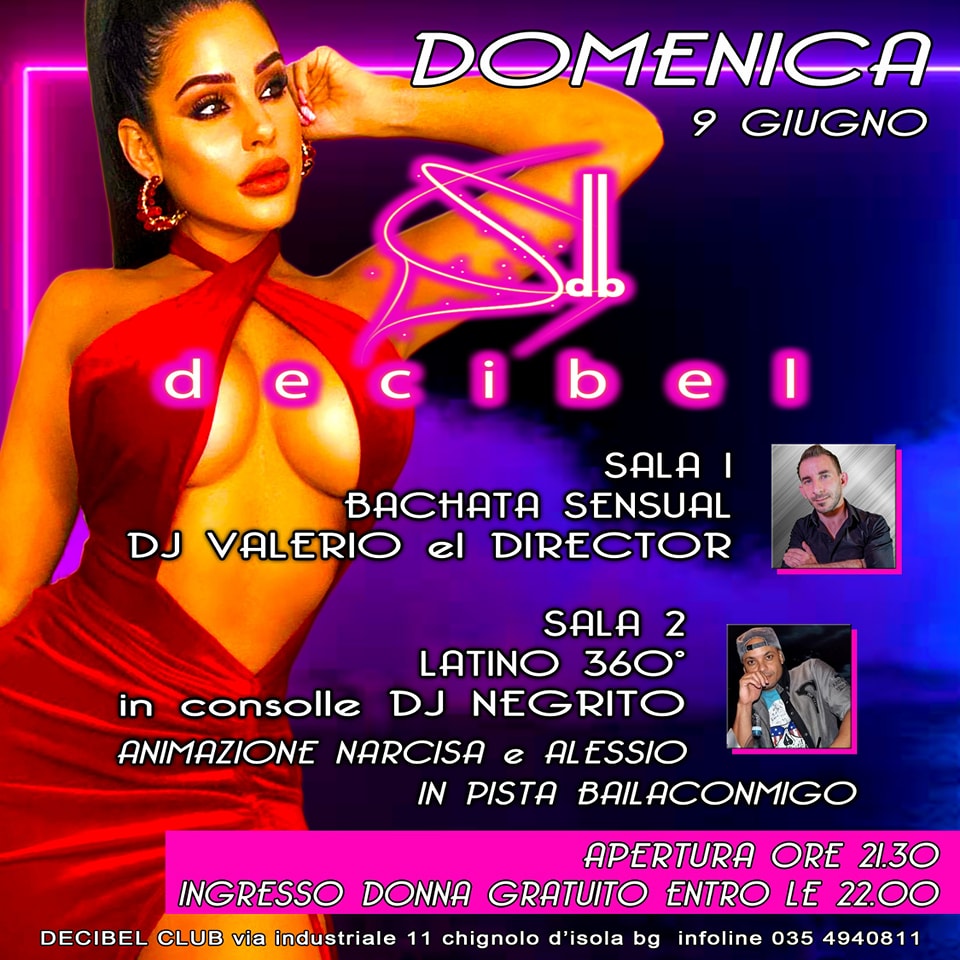 DOMENICA
9 GIUGNO
db
decibel
SALA 1
BACHATA SENSUAL
DJ VALERIO el DIRECTOR
SALA 2
LATINO 360°
in consolle DJ NEGRITO
ANIMAZIONE NARCISA e ALESSIO
IN PISTA BAILACONMIGO
APERTURA ORE 21.30
INGRESSO DONNA GRATUITO ENTRO LE 22.00
DECIBEL CLUB via industriale 11 chignolo d'isola bg infoline 035 4940811